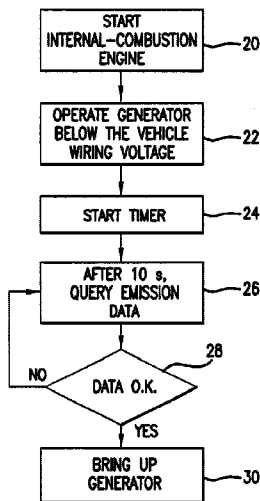 START
INTERNAL-COMBUSTION
ENGINE
20
OPERATE GENERATOR
BELOW THE VEHICLE
WIRING VOLTAGE
22
START TIMER
24
AFTER 10 s,
QUERY EMISSION
DATA
26
28
NO
DATA O.K.
YES
BRING UP
GENERATOR
30